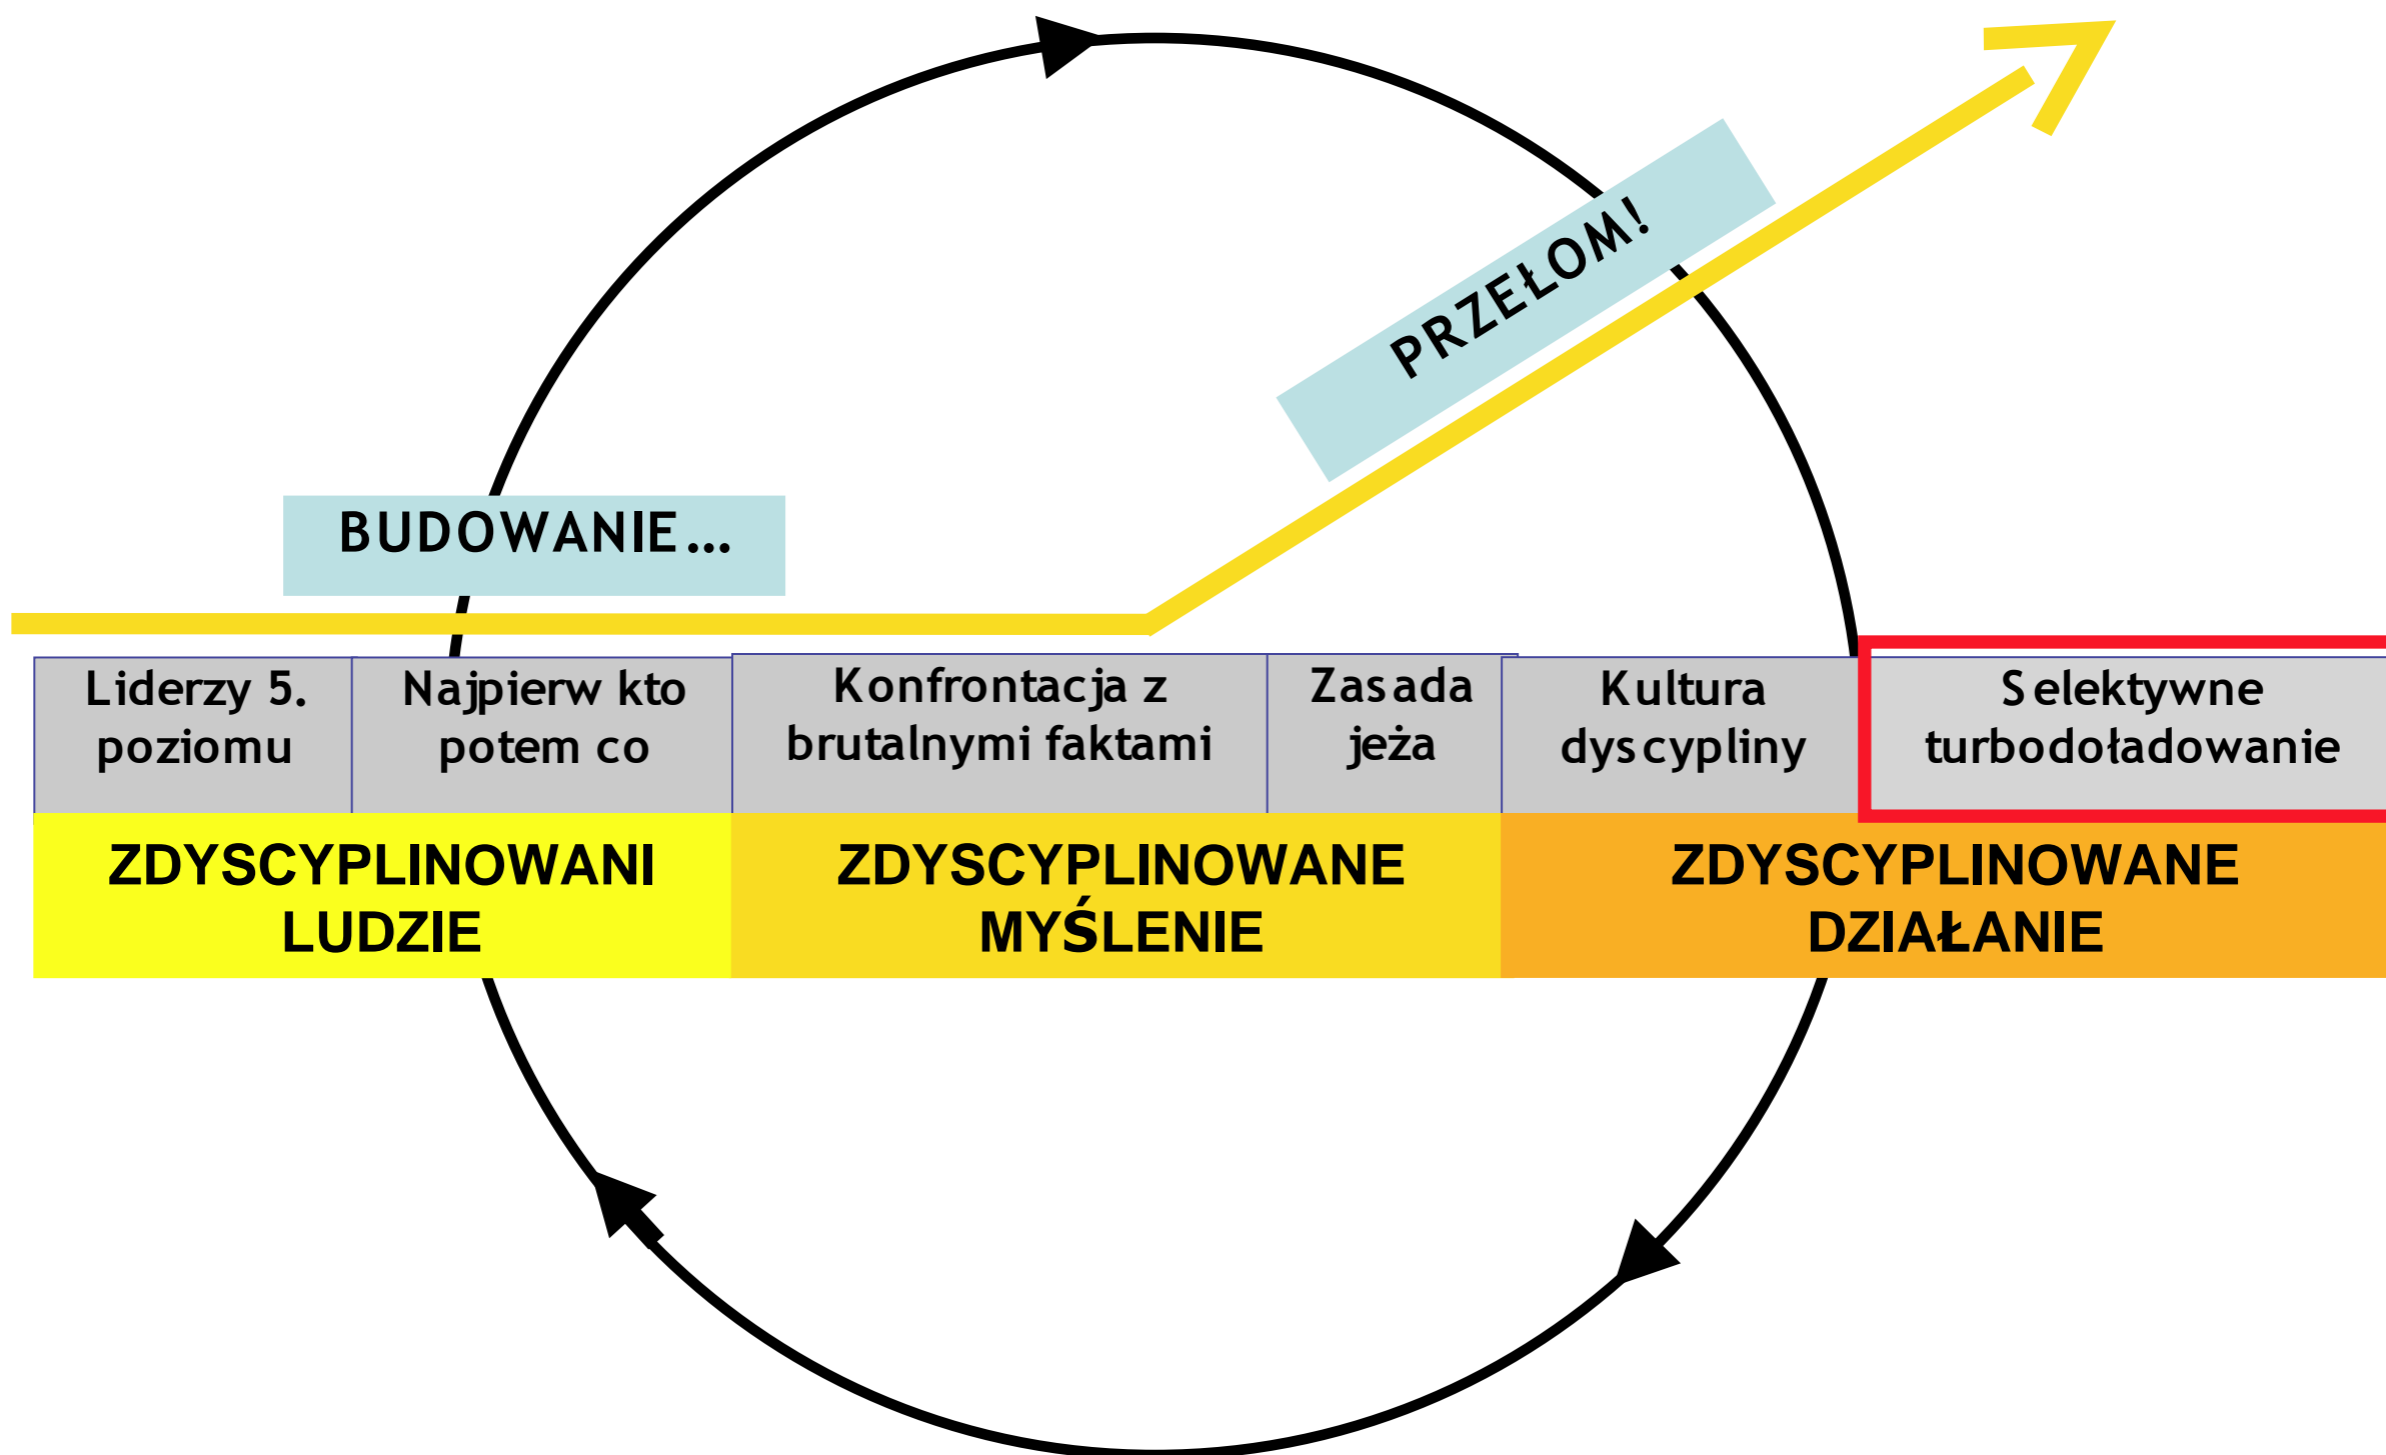 PRZEŁOM!
BUDOWANIE...
Liderzy 5.
poziomu
Najpierw kto
potem co
Konfrontacja z
brutalnymi faktami
Zasada
jeża
Kultura
dyscypliny
Selektywne
turbodoładowanie
ZDYSCYPLINOWANI
LUDZIE
ZDYSCYPLINOWANE
MYŚLENIE
ZDYSCYPLINOWANE
DZIAŁANIE